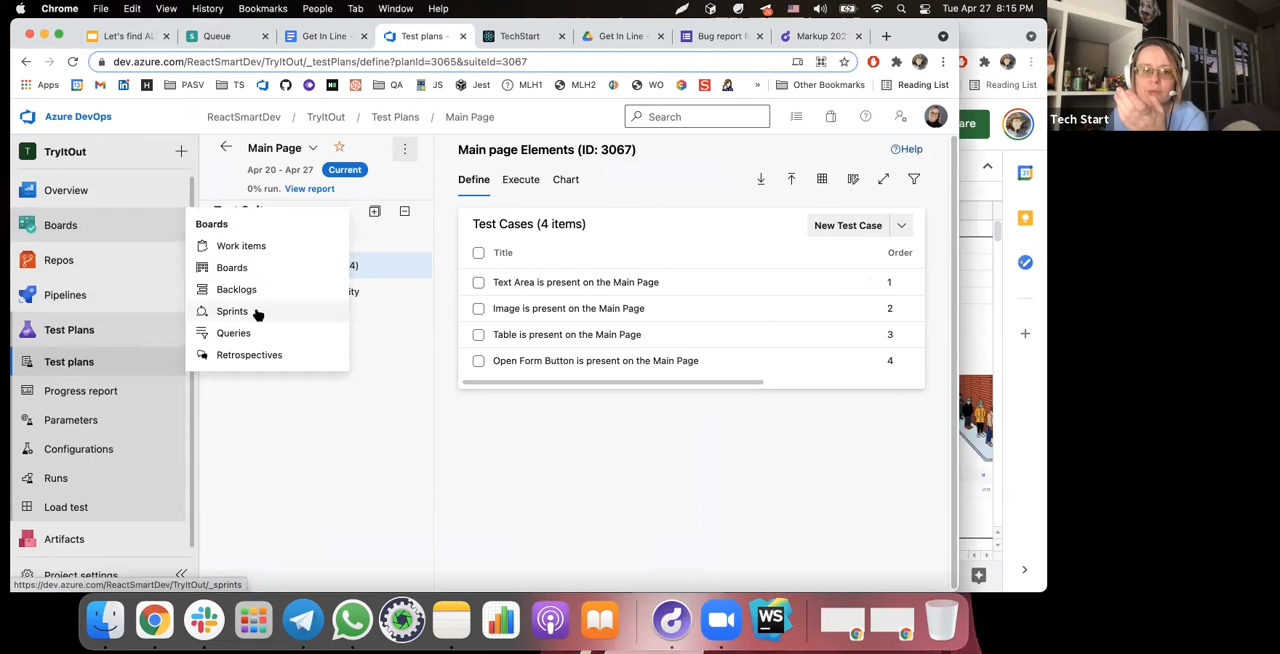 Chrome File Edit View History Bookmarks People Tab Window Help Tue Apr 27 8:15 PM
Let's find AL Queue Get In Line - Test plans - TechStart Get In Line - Bug report f Markup 202
dev.azure.com/ReactSmartDev/TryItOut/_testPlans/define?planId=3065&suiteId=3067
Apps PASV TS QA JS Jest MLH1 MLH2 WO » Other Bookmarks Reading List
Reading List
Tech Start
Azure DevOps ReactSmartDev / TryItOut / Test Plans / Main Page Search
are
T TryItOut
Overview
Boards
Repos
Pipelines
Test Plans
Test plans
Progress report
Parameters
Configurations
Runs
Load test
Artifacts
Project settings
https://dev.azure.com/ReactSmartDev/TryItOut/_sprints
Main Page
Apr 20 - Apr 27 Current
0% run. View report
Boards
Work items
Boards
Backlogs
Sprints
Queries
Retrospectives
4)
ity
Main page Elements (ID: 3067) Help
Define Execute Chart
Test Cases (4 items) New Test Case
Title Order
Text Area is present on the Main Page 1
Image is present on the Main Page 2
Table is present on the Main Page 3
Open Form Button is present on the Main Page 4
WS